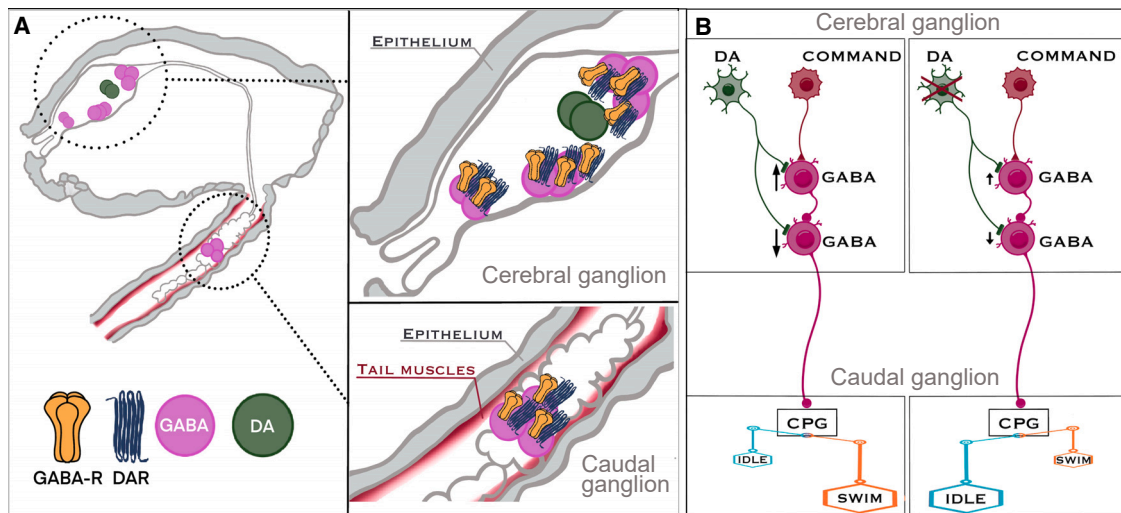 A
EPITHELIUM
Cerebral ganglion
EPITHELIUM
TAIL MUSCLES
Caudal
ganglion
GABA
DA
GABA-R
DAR
B
Cerebral ganglion
DA
COMMAND
GABA
GABA
DA
COMMAND
GABA
GABA
Caudal ganglion
CPG
IDLE
SWIM
CPG
SWIM
IDLE